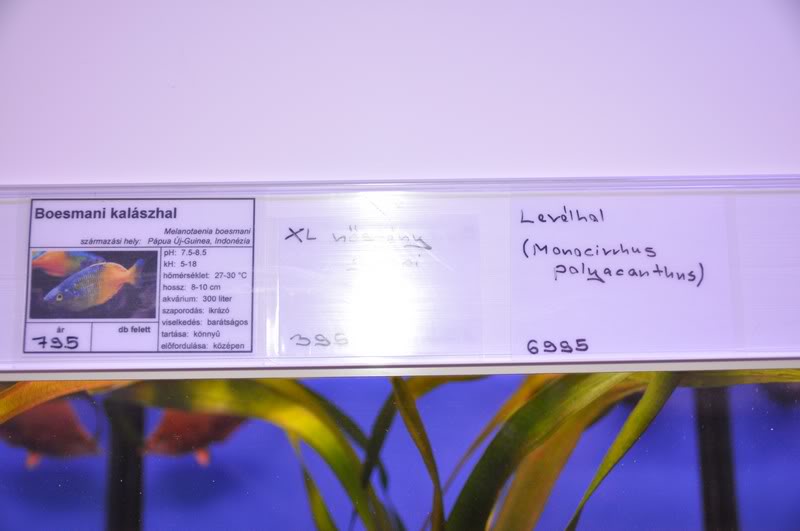 Boesmani kalászhal
Melanotaenia boesmani
származási hely: Pápua Új-Guinea, Indonézia
pH: 7.5-8.5
kH: 5-18
hőmérséklet: 27-30 °C
hossz: 8-10 cm
akvárium: 300 liter
szaporodás: ikrázó
viselkedés: barátságos
tartása: könnyű
előfordulása: középen
ár
db felett
795
XL nőstény
395
Levélhal
(Monocirrhus
polyacanthus)
6995